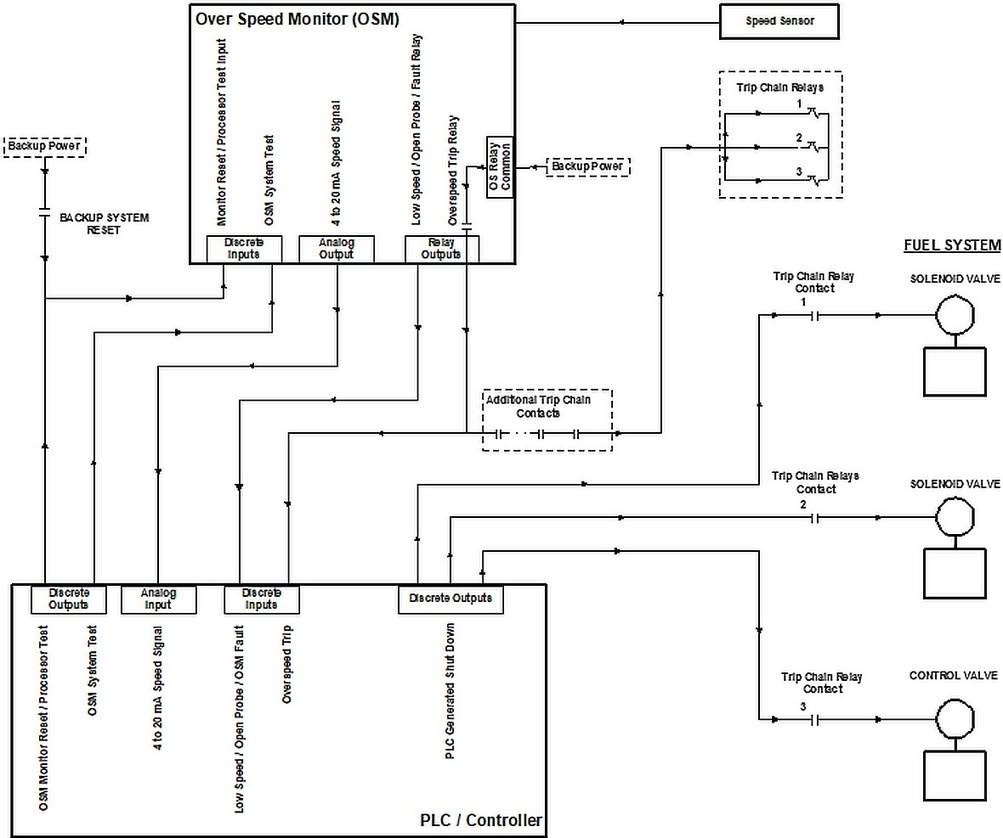 Over Speed Monitor (OSM)
Speed Sensor
Monitor Reset / Processor Test Input
OSM System Test
4 to 20 mA Speed Signal
Low Speed / Open Probe / Fault Relay
Overspeed Trip Relay
OS Relay
Common
Backup Power
Trip Chain Relays
1
2
3
Backup Power
BACKUP SYSTEM
RESET
Discrete
Inputs
Analog
Output
Relay
Outputs
FUEL SYSTEM
Trip Chain Relay
Contact
1
SOLENOID VALVE
Additional Trip Chain
Contacts
Trip Chain Relays
Contact
2
SOLENOID VALVE
Discrete
Outputs
Analog
Input
Discrete
Inputs
Discrete Outputs
OSM Monitor Reset / Processor Test
OSM System Test
4 to 20 mA Speed Signal
Low Speed / Open Probe / OSM Fault
Overspeed Trip
PLC Generated Shut Down
Trip Chain Relay
Contact
3
CONTROL VALVE
PLC / Controller